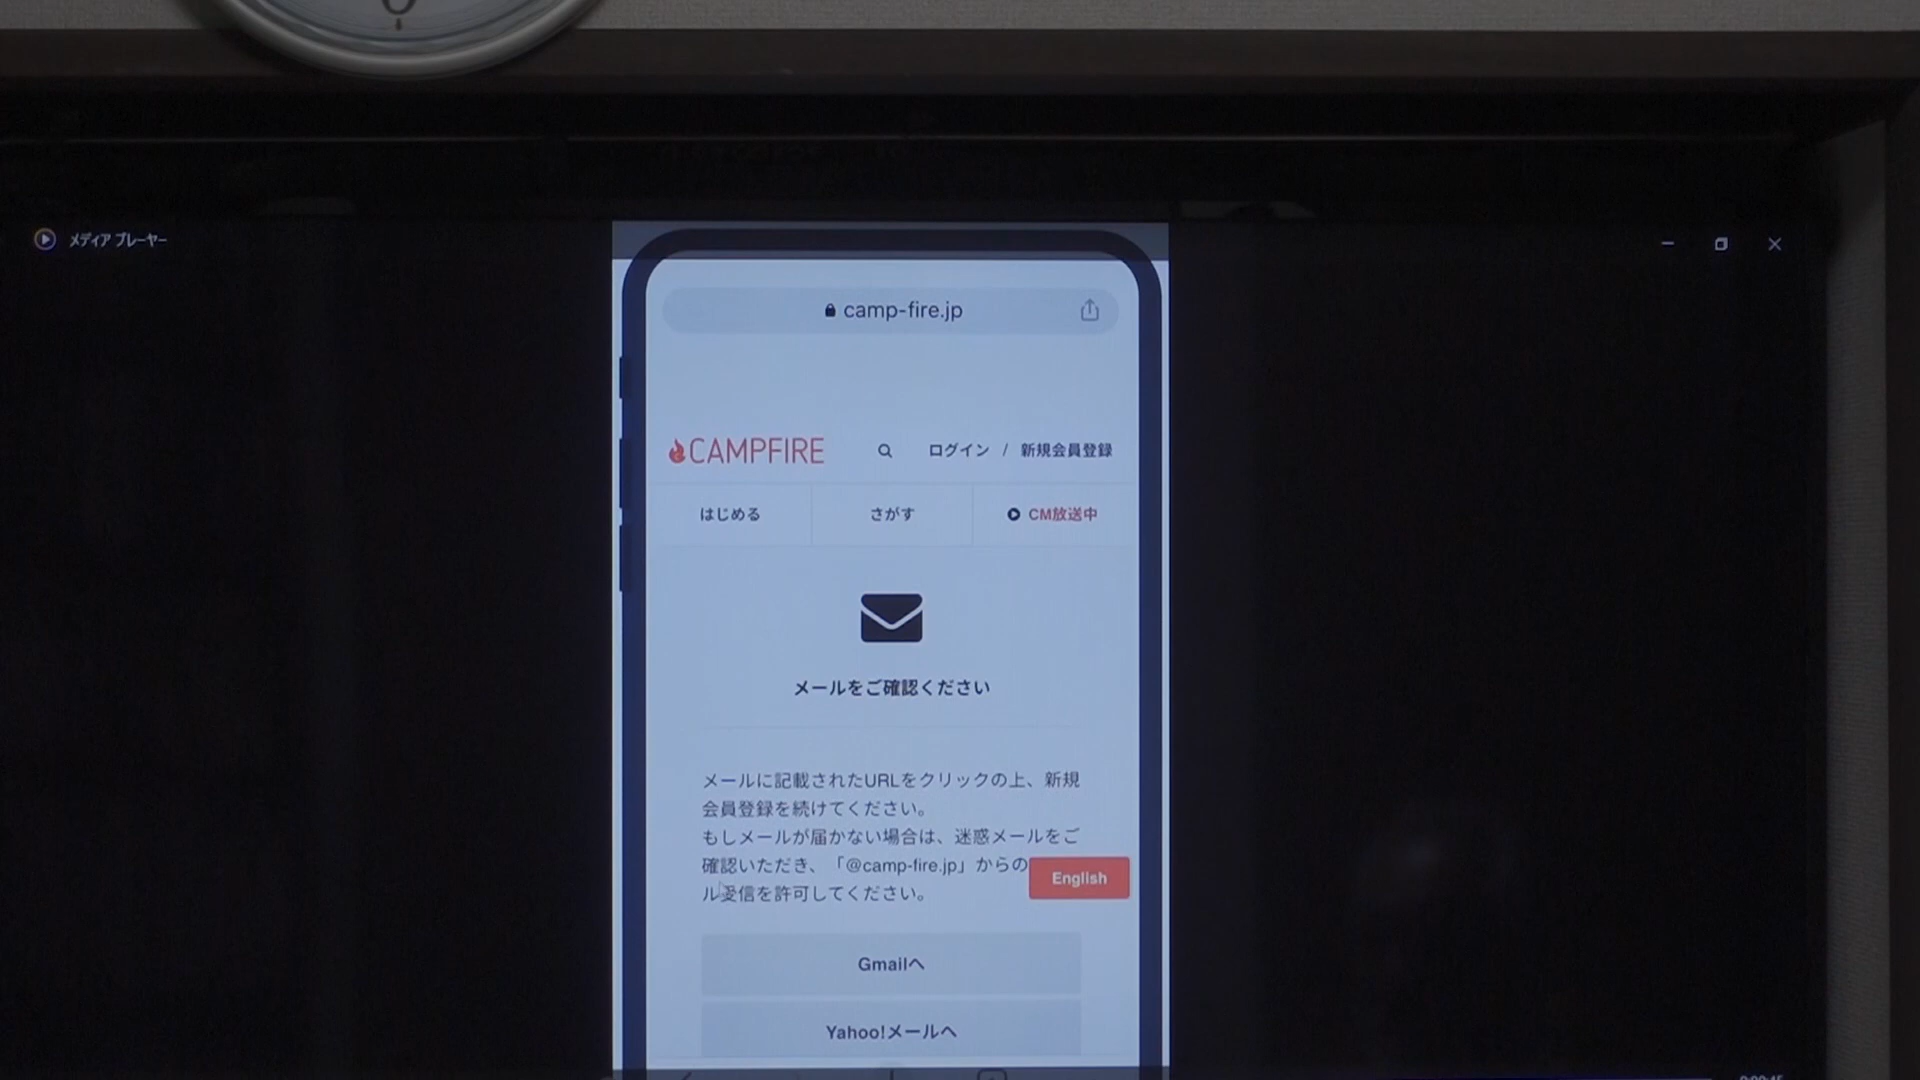 メディア プレーヤー
camp-fire.jp
CAMPFIRE
ログイン / 新規会員登録
はじめる
さがす
CM放送中
メールをご確認ください
メールに記載されたURLをクリックの上、新規
会員登録を続けてください。
もしメールが届かない場合は、迷惑メールをご
確認いただき、「@camp-fire.jp」からの
ル受信を許可してください。
English
Gmailへ
Yahoo!メールへ